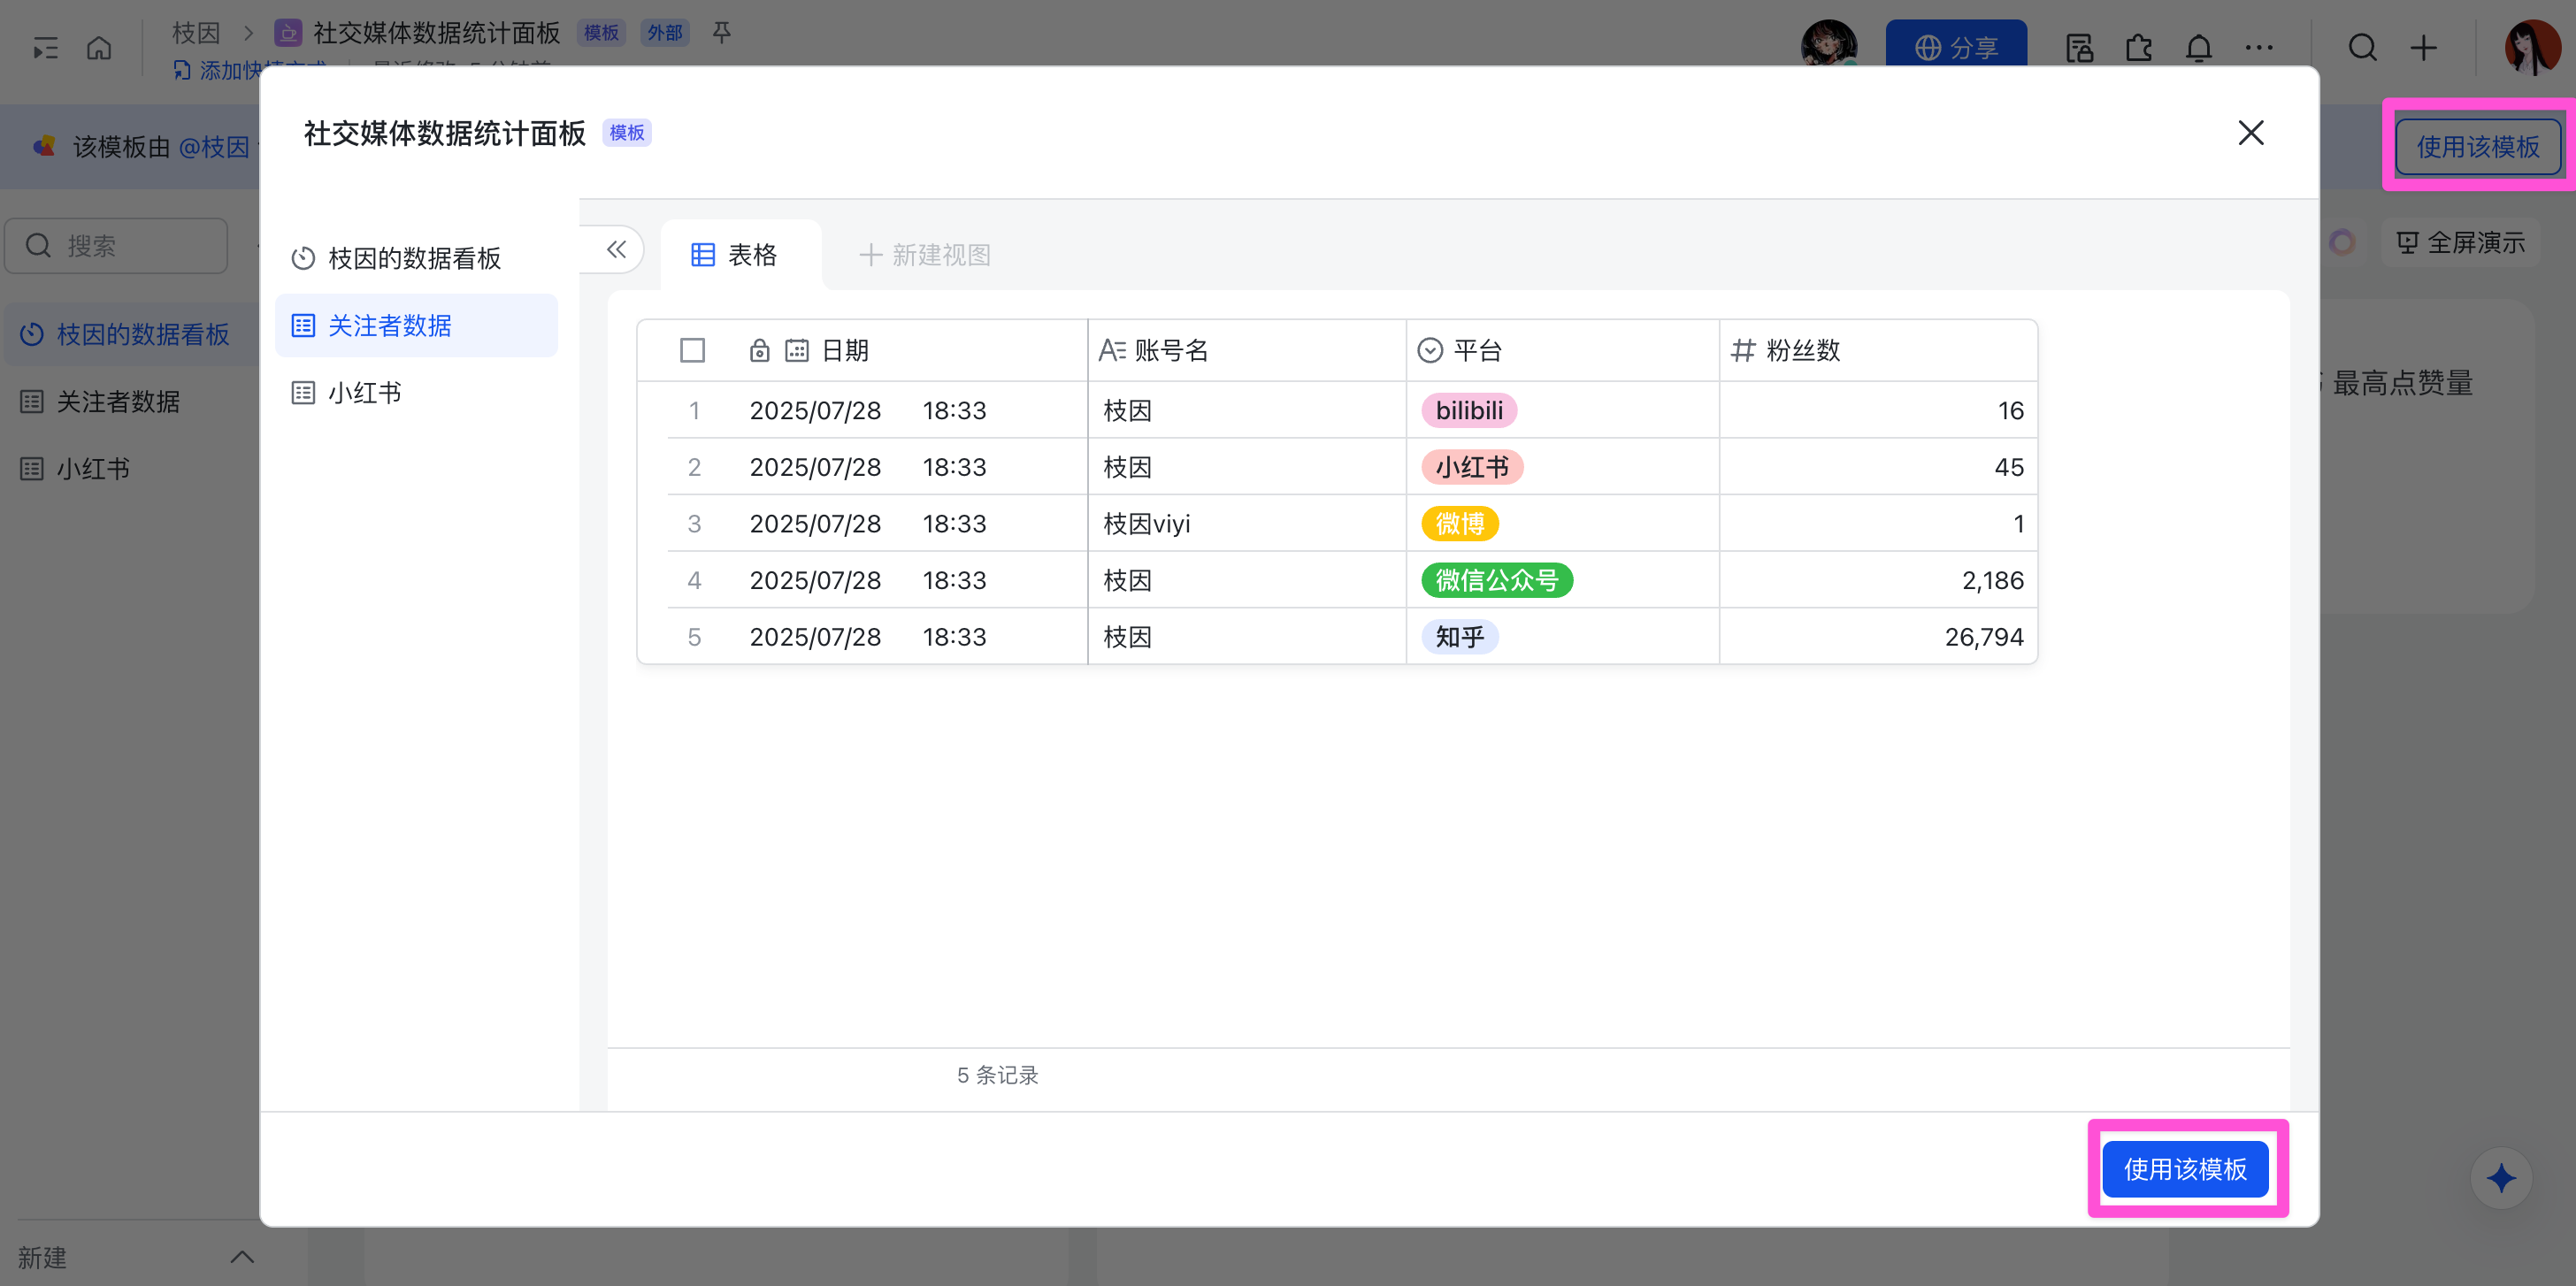 枝因 > 社交媒体数据统计面板 模板 外部
分享
该模板由 @枝因
使用该模板
搜索
全屏演示
枝因的数据看板
关注者数据
小红书
最高点赞量
新建
社交媒体数据统计面板 模板
枝因的数据看板
关注者数据
小红书
表格 新建视图
日期 账号名 平台 粉丝数
1 2025/07/28 18:33 枝因 bilibili 16
2 2025/07/28 18:33 枝因 小红书 45
3 2025/07/28 18:33 枝因viyi 微博 1
4 2025/07/28 18:33 枝因 微信公众号 2,186
5 2025/07/28 18:33 枝因 知乎 26,794
5 条记录
使用该模板